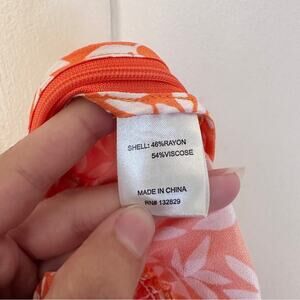 SHELL: 46%RAYON
54%VISCOSE
MADE IN CHINA
RN# 132829